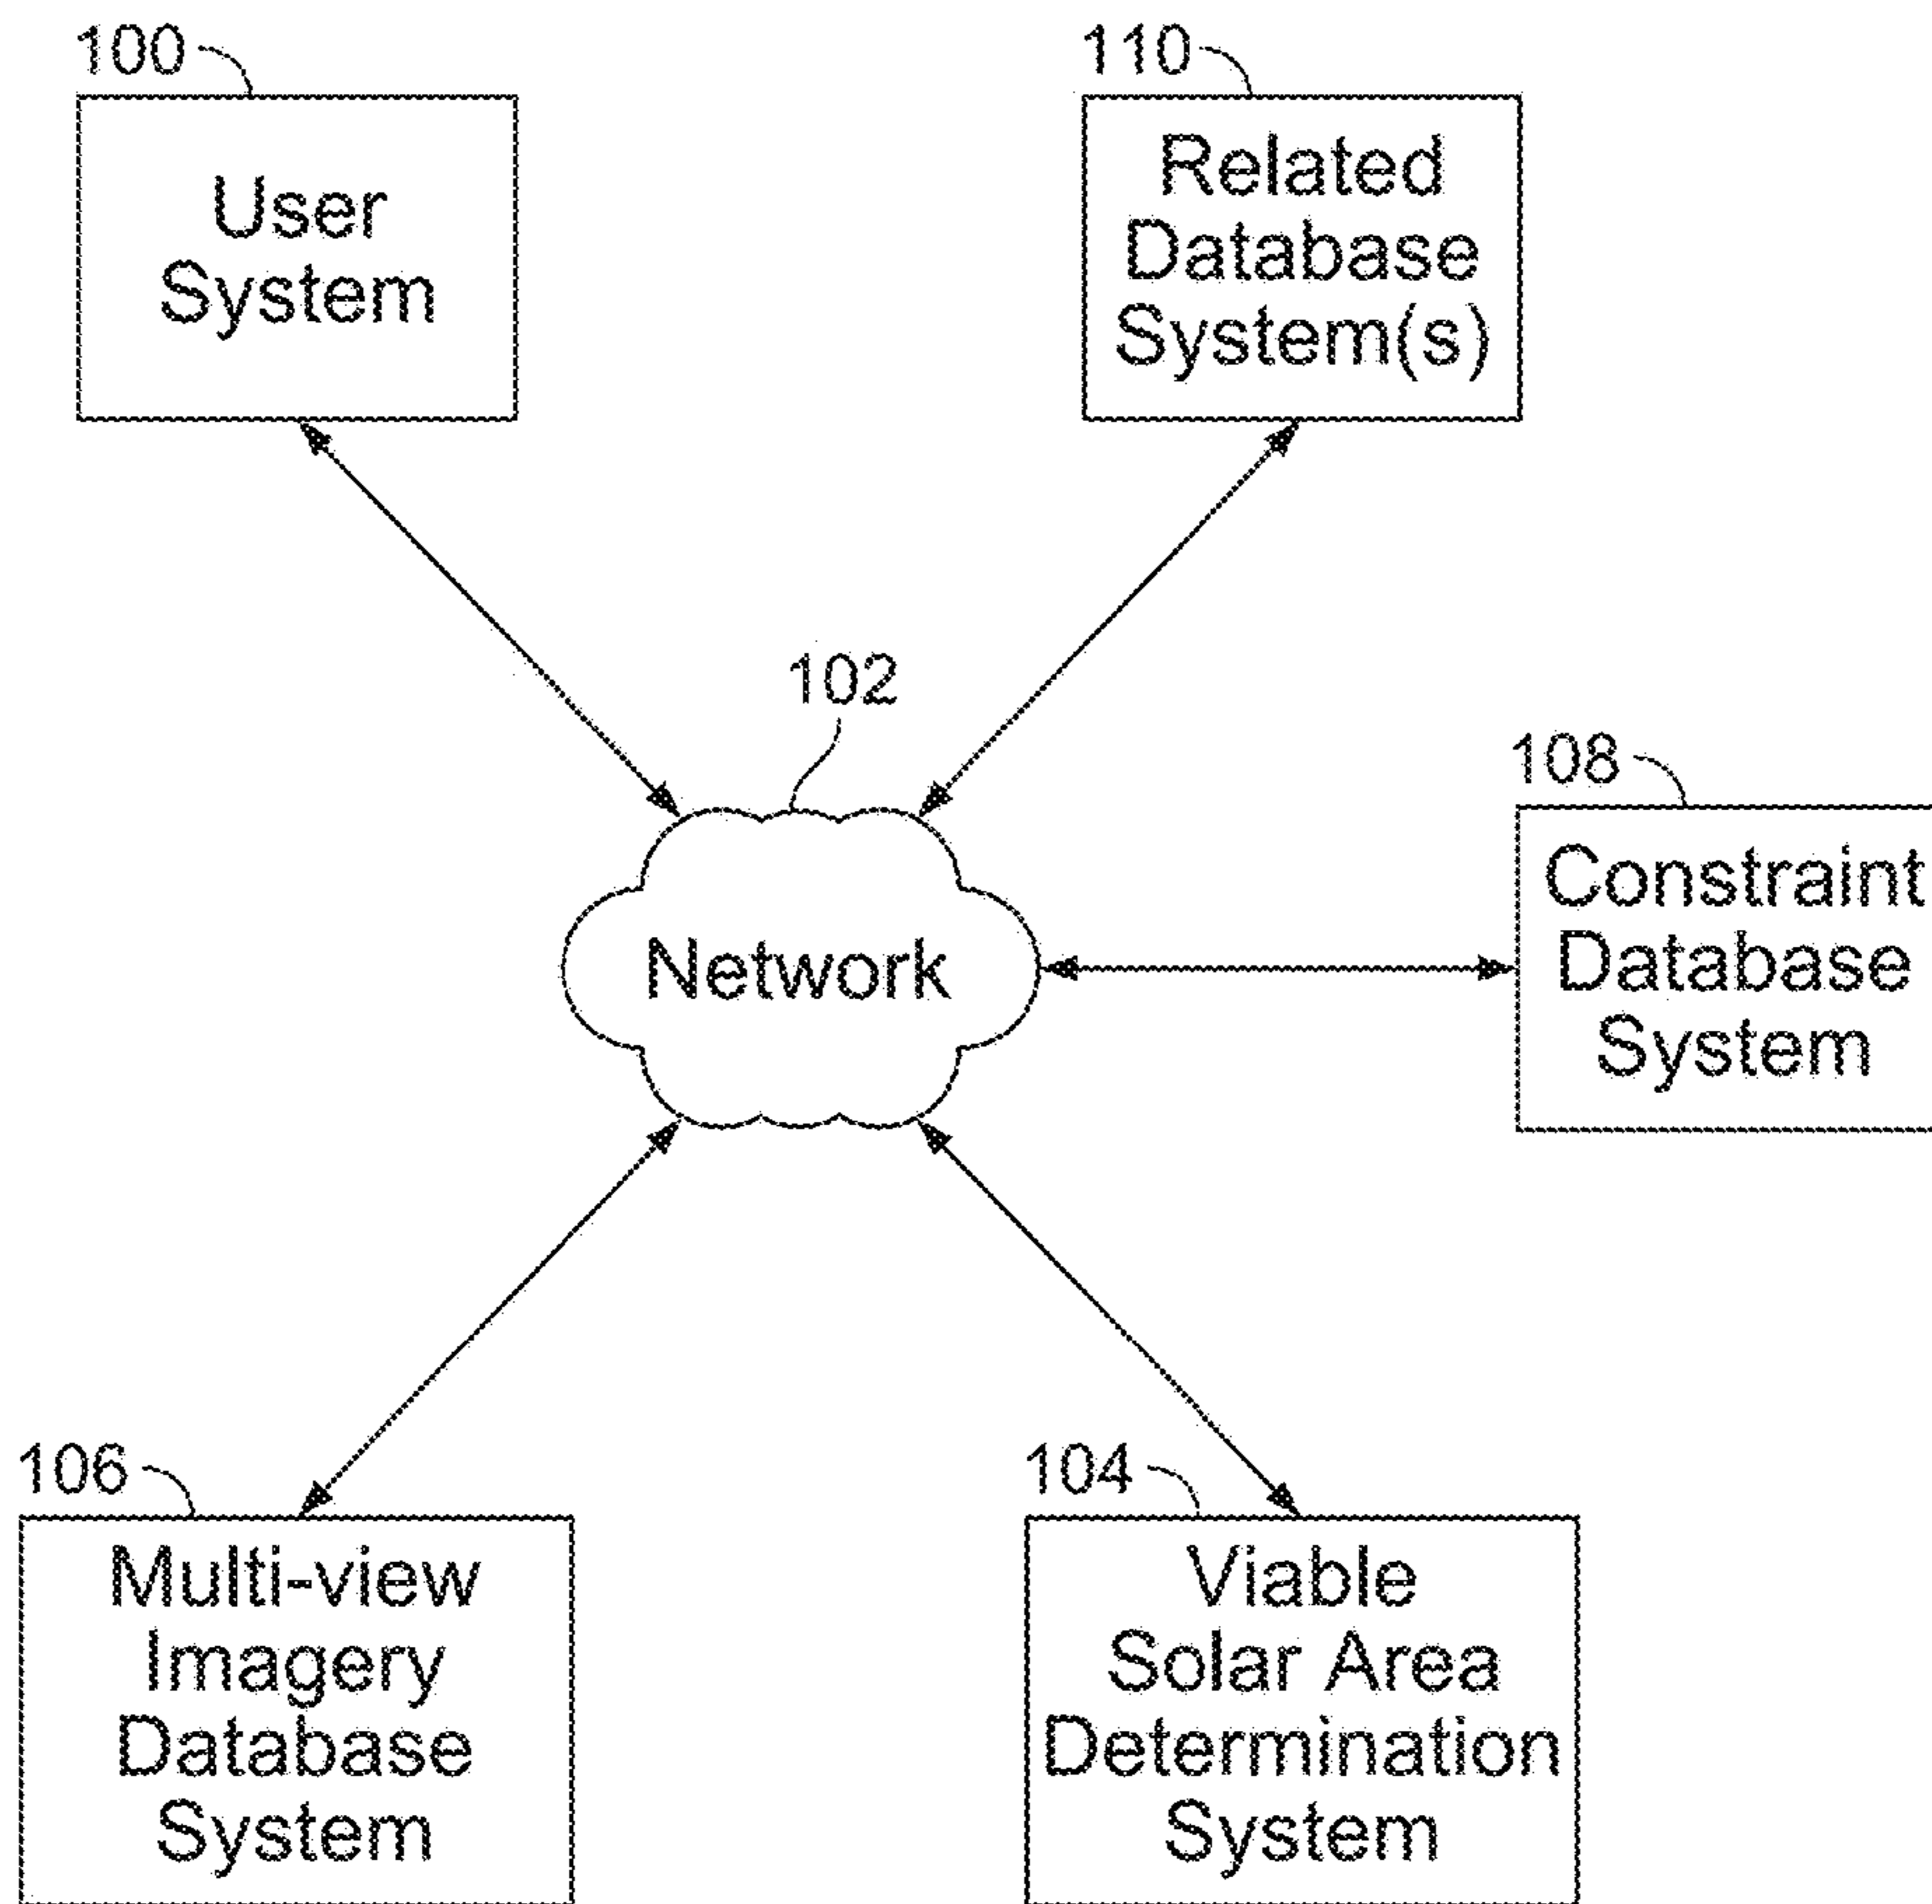 100
User
System
110
Related
Database
System(s)
102
Network
108
Constraint
Database
System
106
Multi-view
Imagery
Database
System
104
Viable
Solar Area
Determination
System